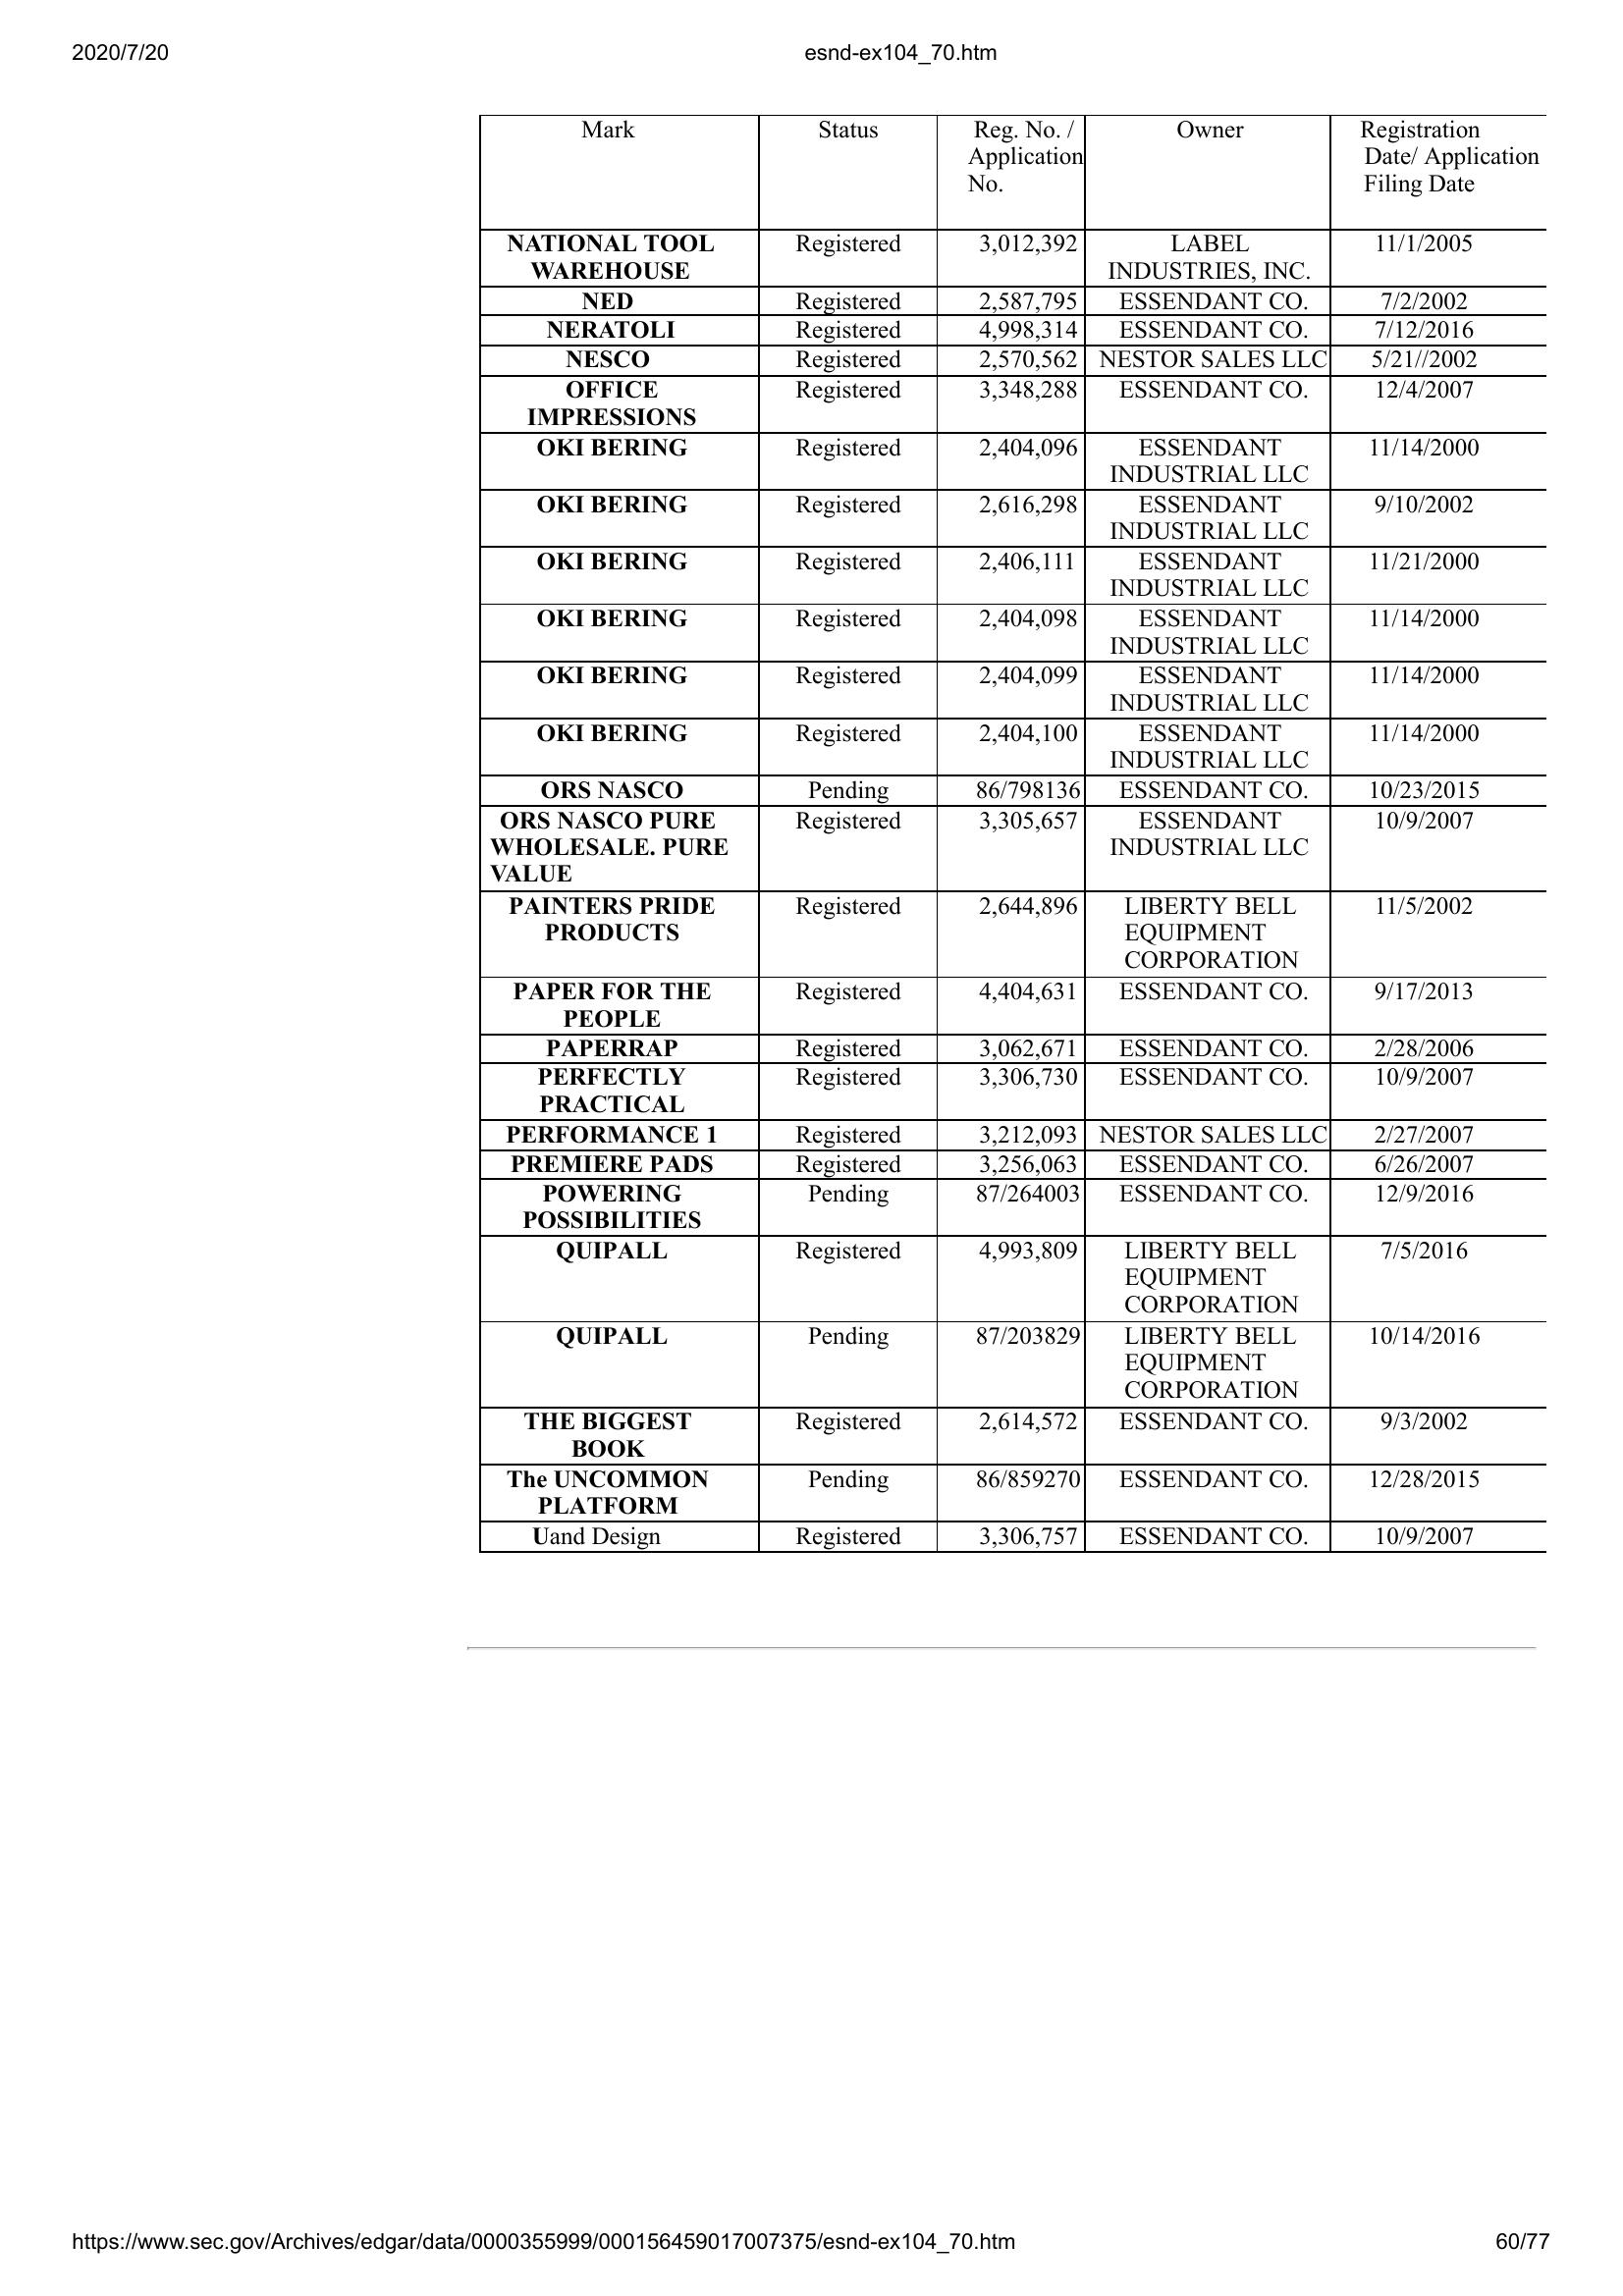 2020/7/20 esnd-ex104_70.htm
Mark Status Reg. No. / Owner Registration
Application Date/ Application
No. Filing Date
NATIONAL TOOL Registered 3,012,392 LABEL 11/1/2005
WAREHOUSE INDUSTRIES, INC.
NED Registered 2,587,795 ESSENDANT CO. 7/2/2002
NERATOLI Registered 4,998,314 ESSENDANT CO. 7/12/2016
NESCO Registered 2,570,562 NESTOR SALES LLC 5/21//2002
OFFICE Registered 3,348,288 ESSENDANT CO. 12/4/2007
IMPRESSIONS
OKI BERING Registered 2,404,096 ESSENDANT 11/14/2000
INDUSTRIAL LLC
OKI BERING Registered 2,616,298 ESSENDANT 9/10/2002
INDUSTRIAL LLC
OKI BERING Registered 2,406,111 ESSENDANT 11/21/2000
INDUSTRIAL LLC
OKI BERING Registered 2,404,098 ESSENDANT 11/14/2000
INDUSTRIAL LLC
OKI BERING Registered 2,404,099 ESSENDANT 11/14/2000
INDUSTRIAL LLC
OKI BERING Registered 2,404,100 ESSENDANT 11/14/2000
INDUSTRIAL LLC
ORS NASCO Pending 86/798136 ESSENDANT CO. 10/23/2015
ORS NASCO PURE Registered 3,305,657 ESSENDANT 10/9/2007
WHOLESALE. PURE INDUSTRIAL LLC
VALUE
PAINTERS PRIDE Registered 2,644,896 LIBERTY BELL 11/5/2002
PRODUCTS EQUIPMENT
CORPORATION
PAPER FOR THE Registered 4,404,631 ESSENDANT CO. 9/17/2013
PEOPLE
PAPERRAP Registered 3,062,671 ESSENDANT CO. 2/28/2006
PERFECTLY Registered 3,306,730 ESSENDANT CO. 10/9/2007
PRACTICAL
PERFORMANCE 1 Registered 3,212,093 NESTOR SALES LLC 2/27/2007
PREMIERE PADS Registered 3,256,063 ESSENDANT CO. 6/26/2007
POWERING Pending 87/264003 ESSENDANT CO. 12/9/2016
POSSIBILITIES
QUIPALL Registered 4,993,809 LIBERTY BELL 7/5/2016
EQUIPMENT
CORPORATION
QUIPALL Pending 87/203829 LIBERTY BELL 10/14/2016
EQUIPMENT
CORPORATION
THE BIGGEST Registered 2,614,572 ESSENDANT CO. 9/3/2002
BOOK
The UNCOMMON Pending 86/859270 ESSENDANT CO. 12/28/2015
PLATFORM
Uand Design Registered 3,306,757 ESSENDANT CO. 10/9/2007
https://www.sec.gov/Archives/edgar/data/0000355999/000156459017007375/esnd-ex104_70.htm 60/77